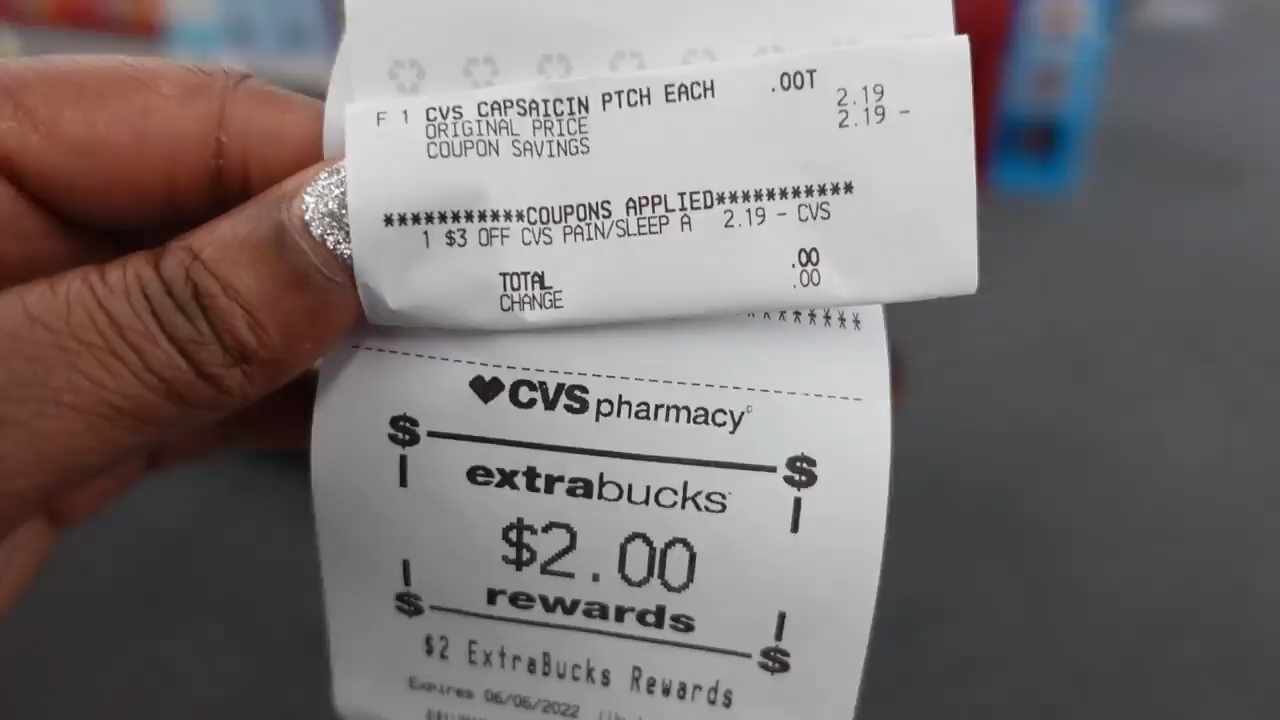 F 1 CVS CAPSAICIN PTCH EACH .00T
ORIGINAL PRICE 2.19
COUPON SAVINGS 2.19 -
***********COUPONS APPLIED***********
1 $3 OFF CVS PAIN/SLEEP A 2.19 - CVS
TOTAL .00
CHANGE .00
CVS pharmacy
extrabucks
$2.00
rewards
$2 ExtraBucks Rewards
Expires 06/06/2022